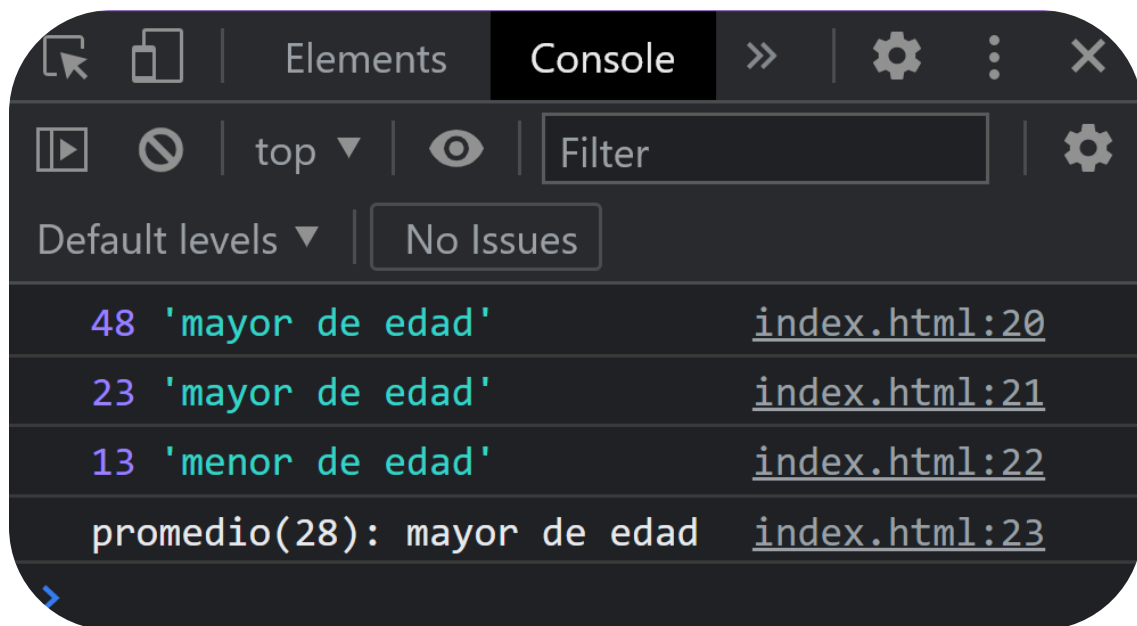 Elements Console »
top Filter
Default levels No Issues
48 'mayor de edad' index.html:20
23 'mayor de edad' index.html:21
13 'menor de edad' index.html:22
promedio(28): mayor de edad index.html:23